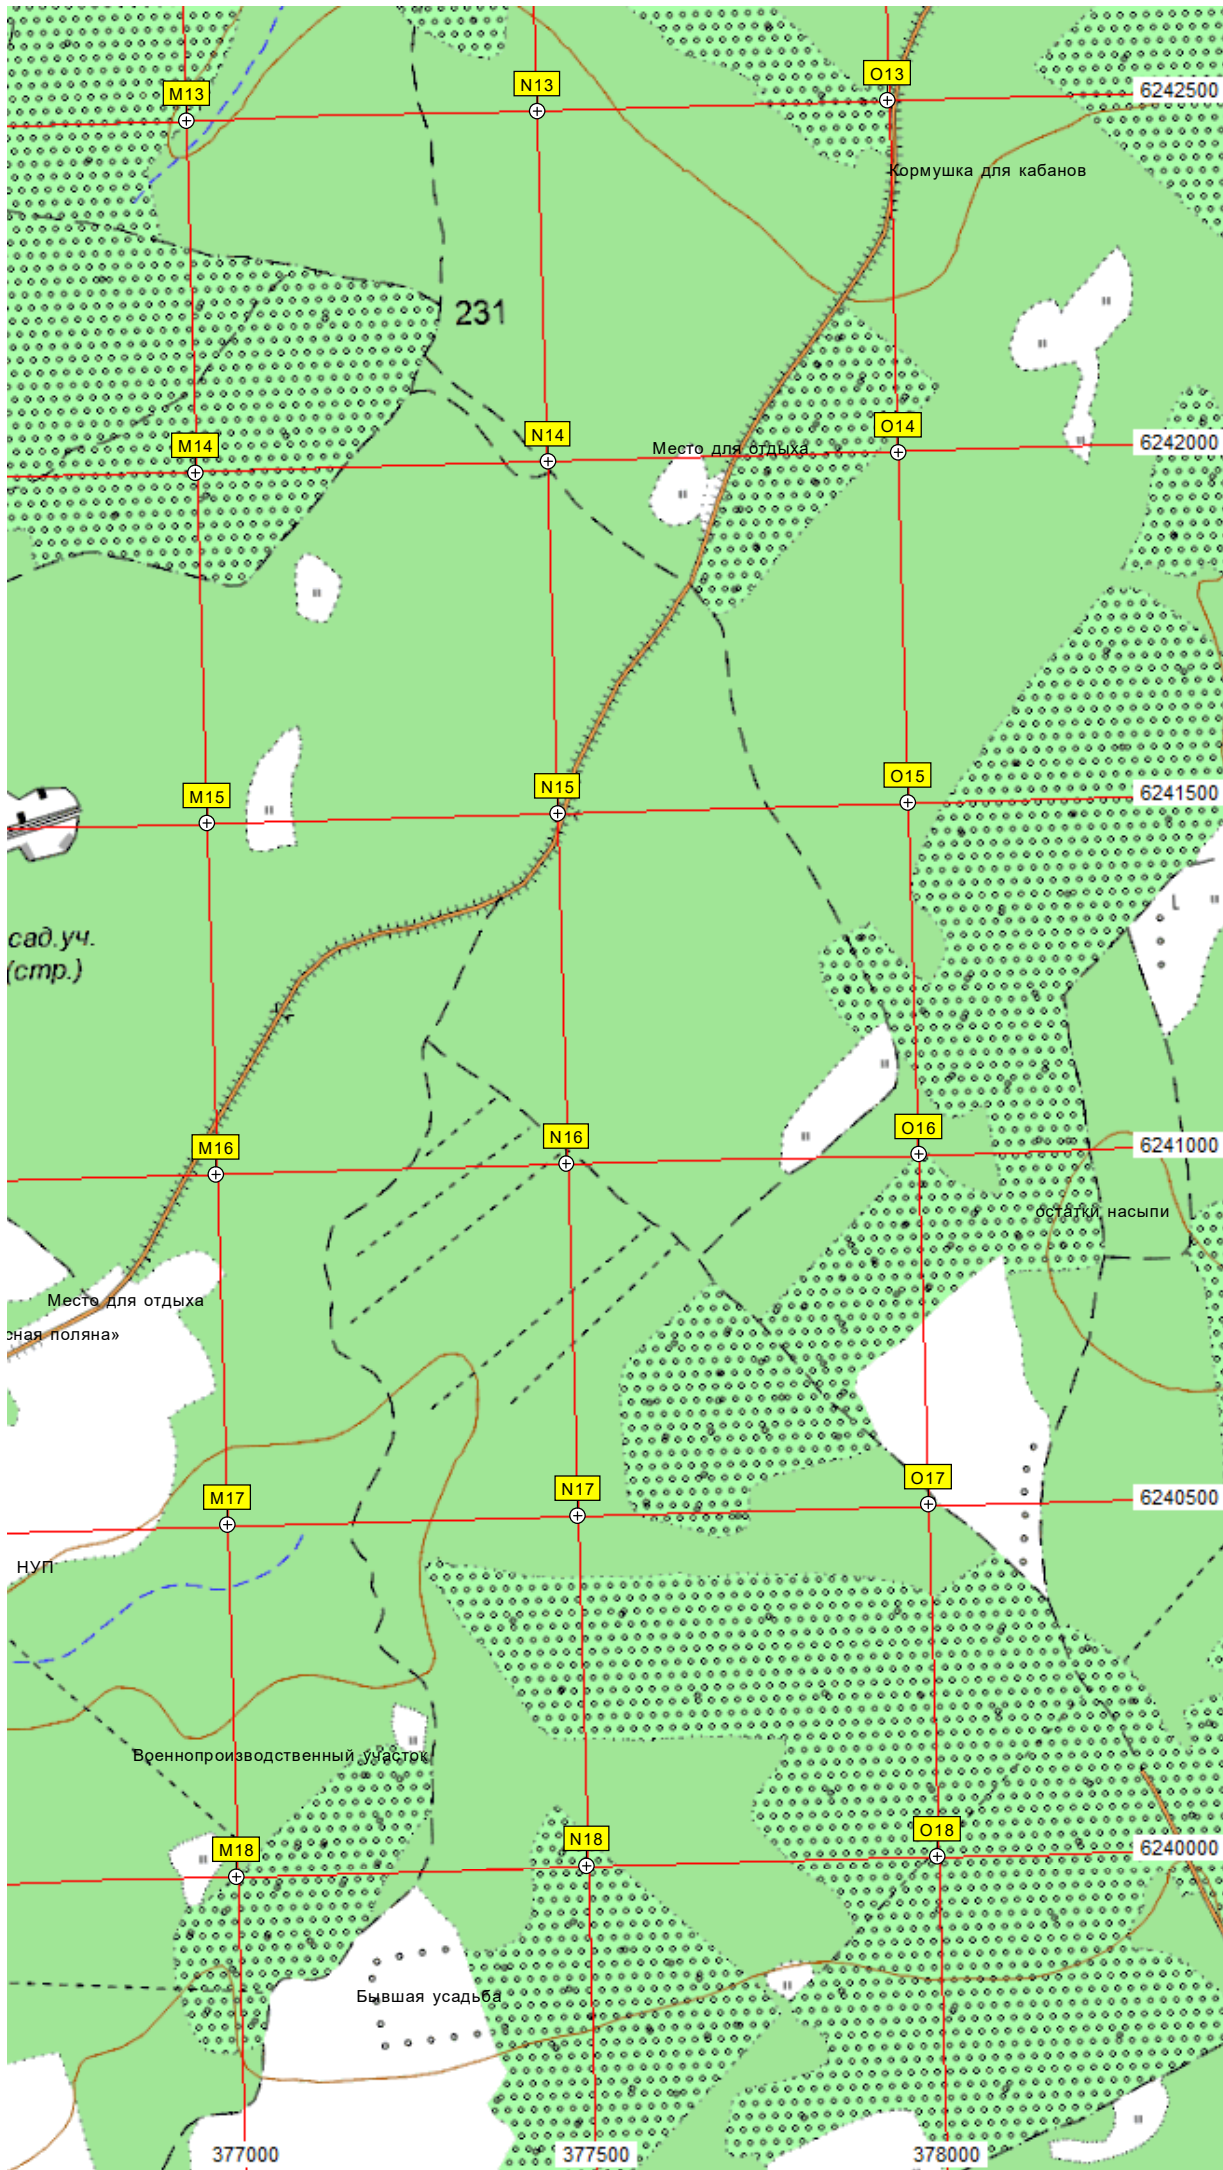 O13
N13
M13
6242500
Кормушка для кабанов
231
O14
N14
M14
Место для отдыха
6242000
O15
N15
M15
6241500
сад.уч.
(стр.)
O16
N16
M16
6241000
остатки насыпи
Место для отдыха
сная поляна»
O17
N17
M17
6240500
НУП
Военнопроизводственный участок
O18
N18
M18
6240000
Бывшая усадьба
377000
377500
378000